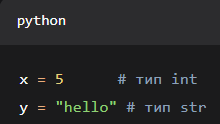 python
x = 5 # тип int
y = "hello" # тип str